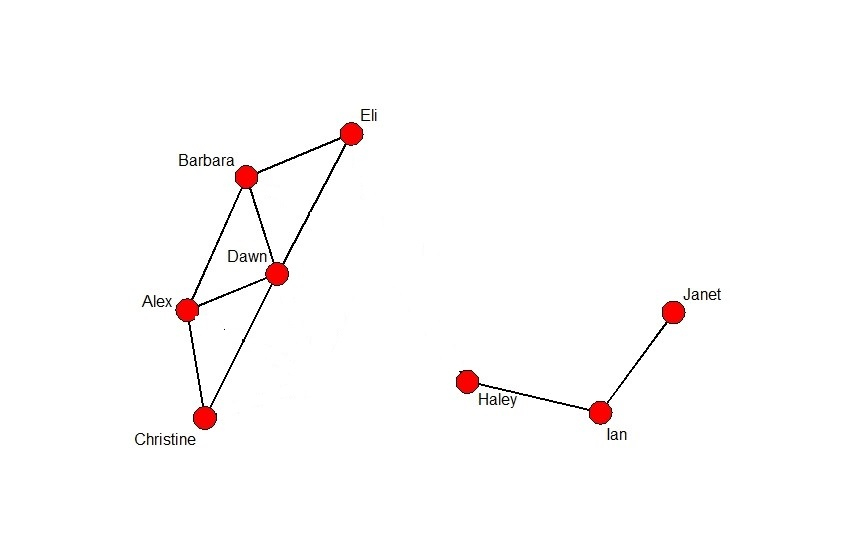 Eli
Barbara
Dawn
Alex
Janet
Haley
Ian
Christine